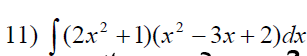 11) ∫(2x² +1)(x² – 3x + 2)dx